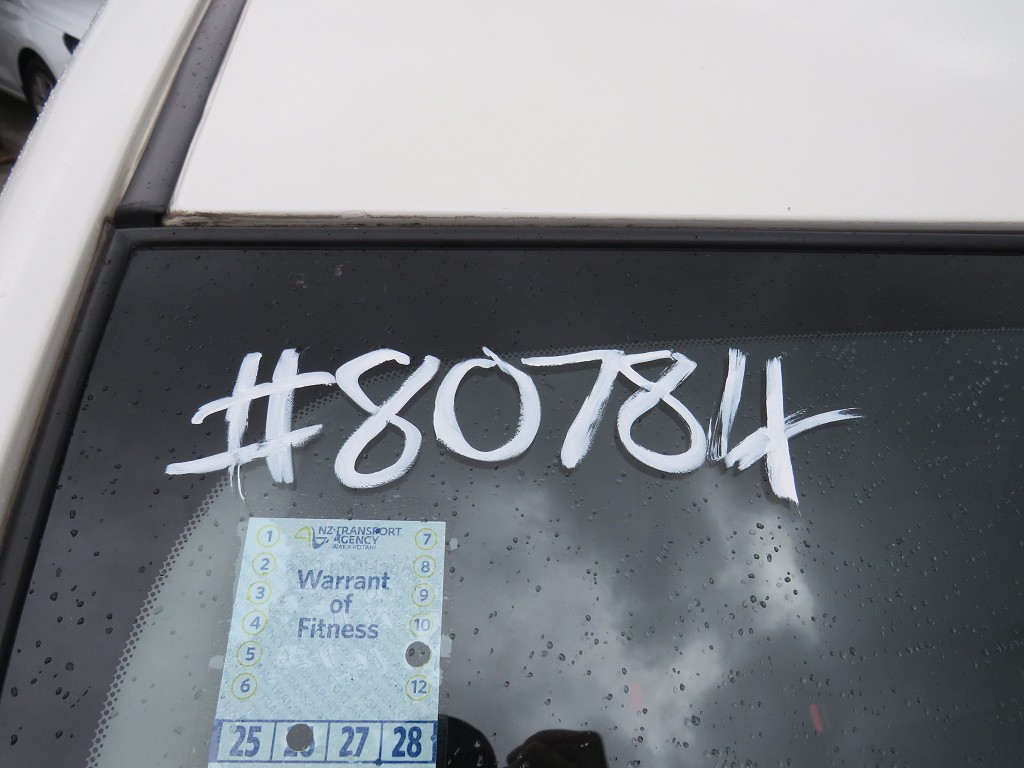 #80784
NZ TRANSPORT
AGENCY
WAKA KOTAHI
Warrant
of
Fitness
1
2
3
4
5
6
7
8
9
10
12
25 27 28